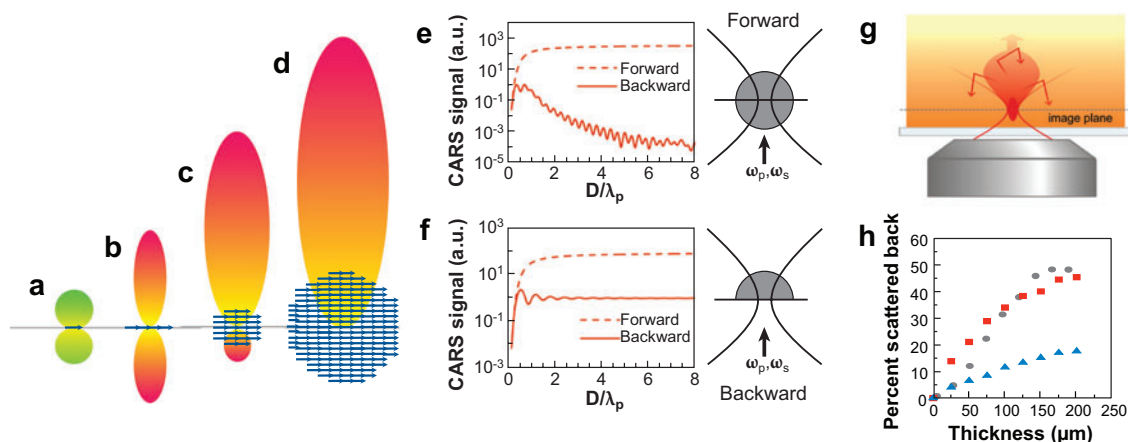 a
b
c
d
e
CARS signal (a.u.)
10³
10¹
10⁻¹
10⁻³
10⁻⁵
Forward
Backward
0 2 4 6 8
D/λₚ
Forward
ωₚ,ωₛ
f
CARS signal (a.u.)
10³
10¹
10⁻¹
10⁻³
Forward
Backward
0 2 4 6 8
D/λₚ
ωₚ,ωₛ
Backward
g
image plane
h
Percent scattered back
60
50
40
30
20
10
0
0 50 100 150 200 250
Thickness (μm)